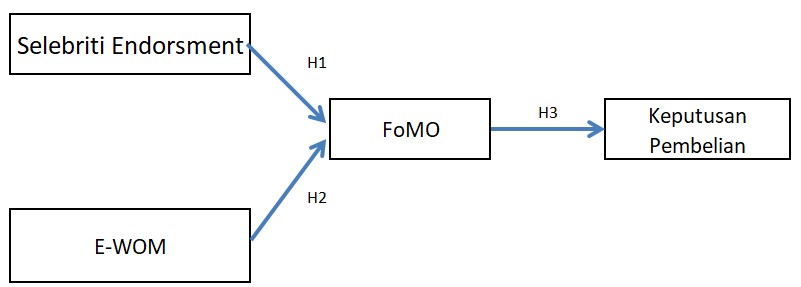 Selebriti Endorsment
H1
FoMO
H3
Keputusan
Pembelian
H2
E-WOM